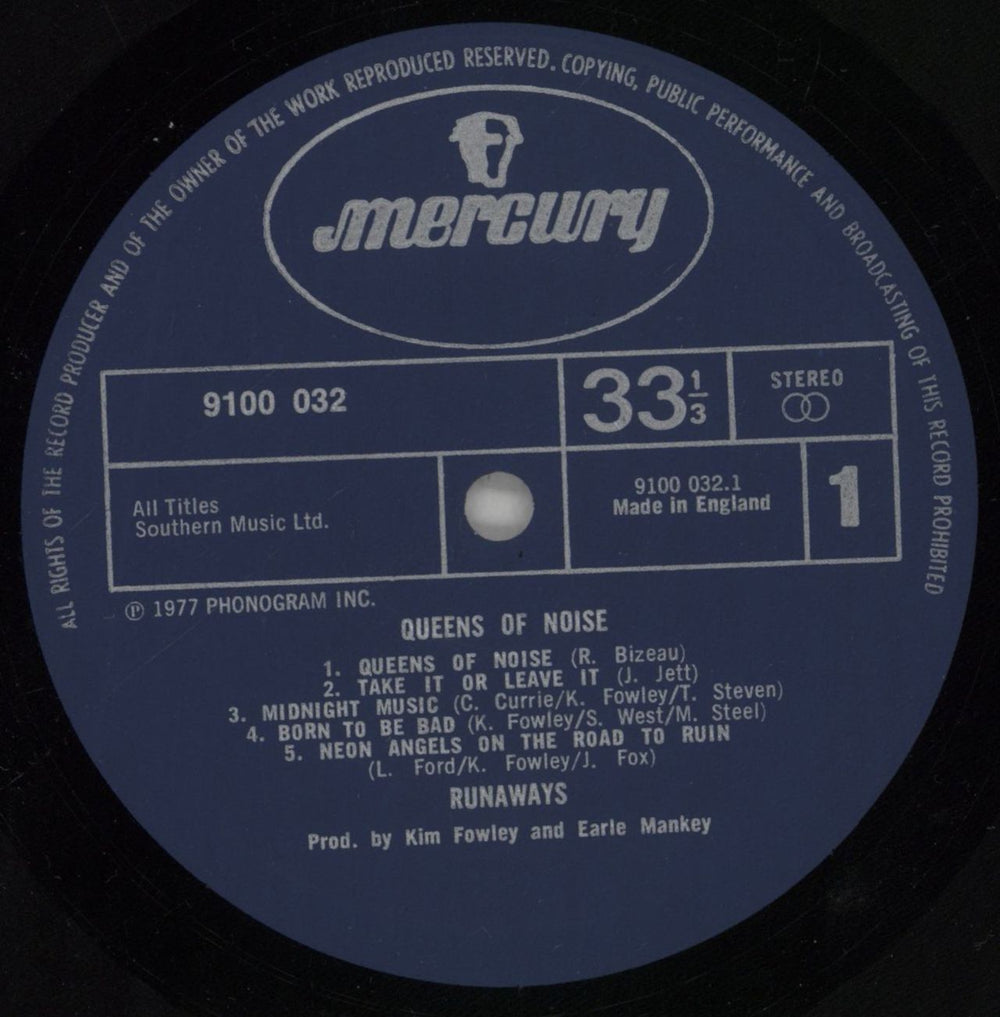 ALL RIGHTS OF THE RECORD PRODUCER AND OF THE OWNER OF THE WORK REPRODUCED RESERVED. COPYING, PUBLIC PERFORMANCE AND BROADCASTING OF THIS RECORD PROHIBITED
mercury
9100 032
33 1/3
STEREO
All Titles
Southern Music Ltd.
9100 032.1
Made in England
1
℗ 1977 PHONOGRAM INC.
QUEENS OF NOISE
1. QUEENS OF NOISE (R. Bizeau)
2. TAKE IT OR LEAVE IT (J. Jett)
3. MIDNIGHT MUSIC (C. Currie/K. Fowley/T. Steven)
4. BORN TO BE BAD (K. Fowley/S. West/M. Steel)
5. NEON ANGELS ON THE ROAD TO RUIN
(L. Ford/K. Fowley/J. Fox)
RUNAWAYS
Prod. by Kim Fowley and Earle Mankey